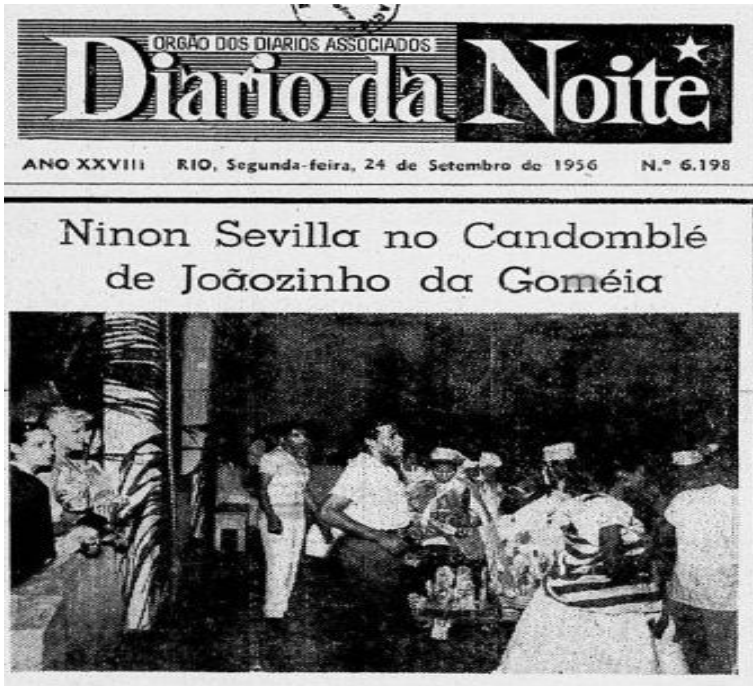 ORGÃO DOS DIARIOS ASSOCIADOS
Diario da Noite
ANO XXVIII RIO, Segunda-feira, 24 de Setembro de 1956 N.º 6.198
Ninon Sevilla no Candomblé
de Joãozinho da Goméia